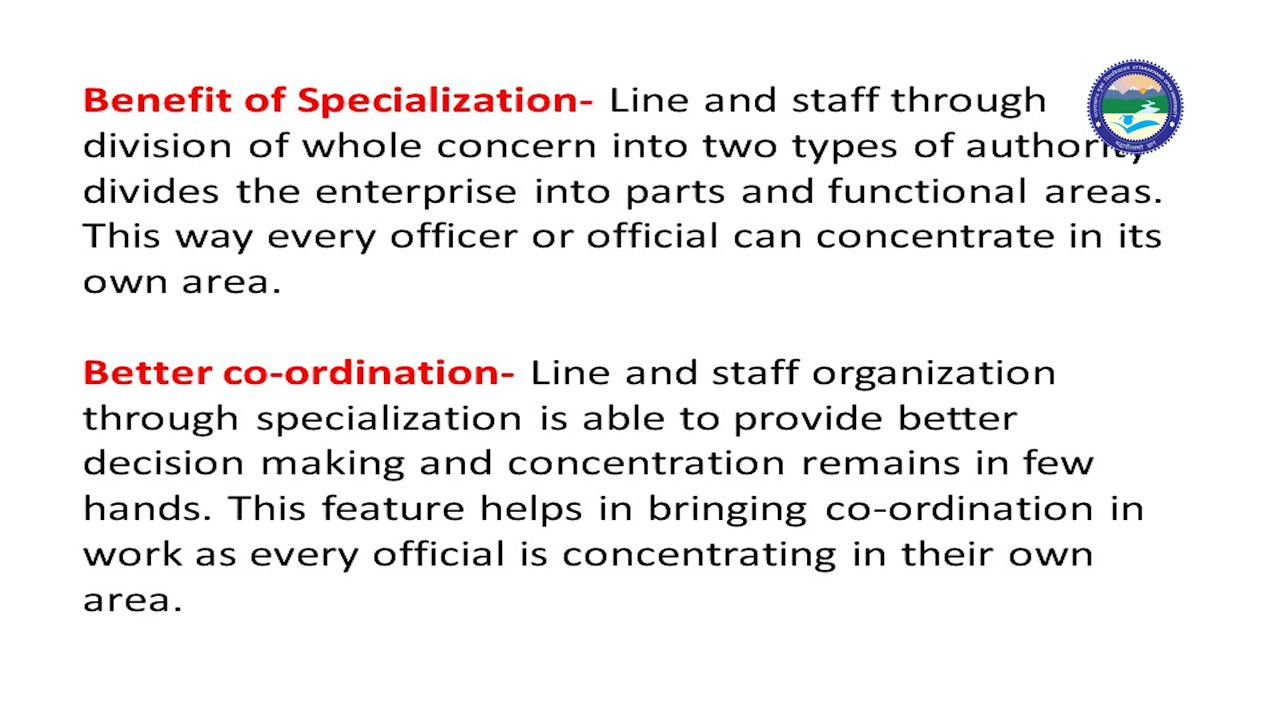 Benefit of Specialization- Line and staff through
division of whole concern into two types of authority
divides the enterprise into parts and functional areas.
This way every officer or official can concentrate in its
own area.
Better co-ordination- Line and staff organization
through specialization is able to provide better
decision making and concentration remains in few
hands. This feature helps in bringing co-ordination in
work as every official is concentrating in their own
area.